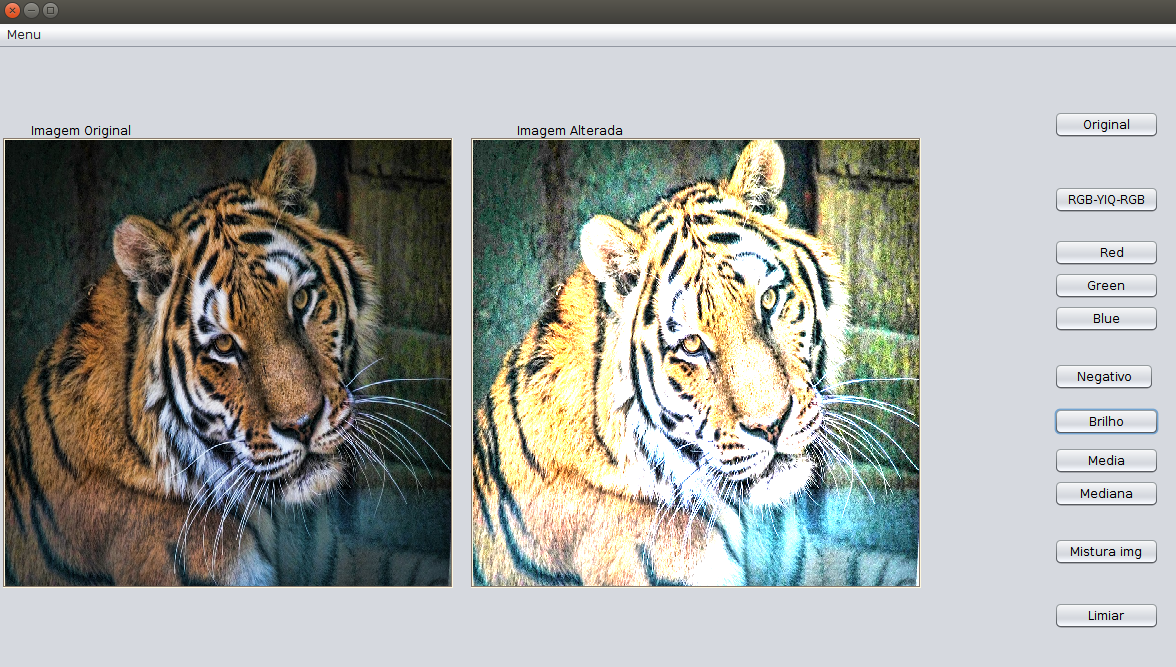 Menu
Imagem Original
Imagem Alterada
Original
RGB-YIQ-RGB
Red
Green
Blue
Negativo
Brilho
Media
Mediana
Mistura img
Limiar